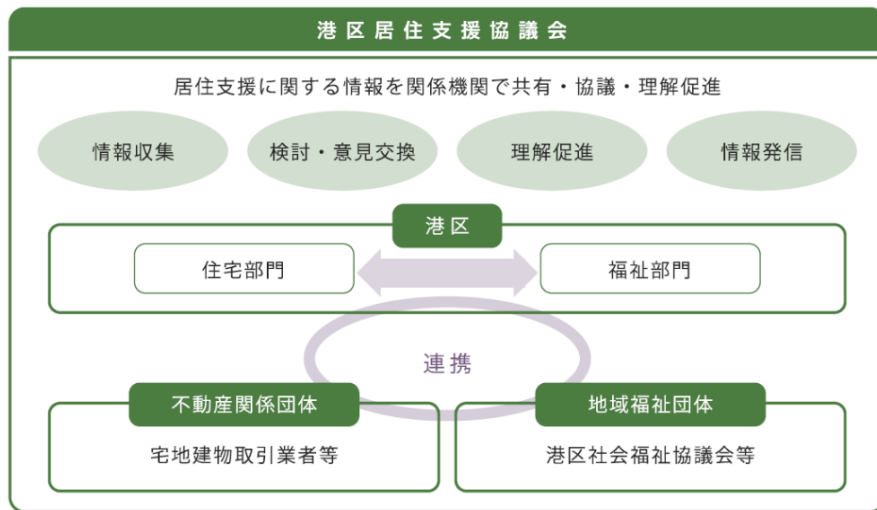 港区居住支援協議会
居住支援に関する情報を関係機関で共有・協議・理解促進
情報収集
検討・意見交換
理解促進
情報発信
港区
住宅部門
福祉部門
連携
不動産関係団体
地域福祉団体
宅地建物取引業者等
港区社会福祉協議会等